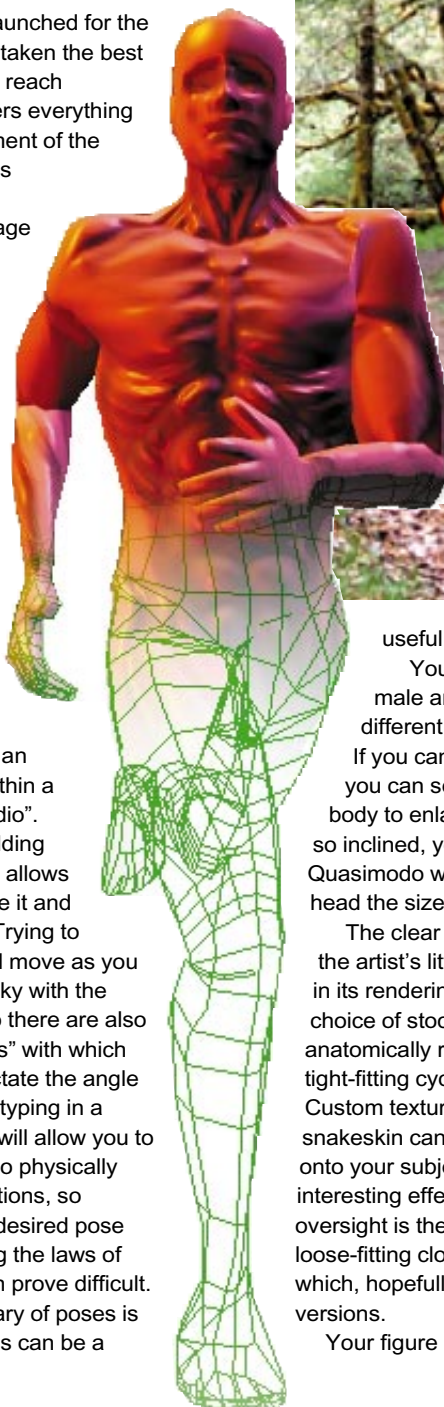 aunched for the
taken the best
reach
ers everything
ment of the
s
age
an
thin a
dio”.
lding
allows
e it and
Trying to
l move as you
ky with the
o there are also
s” with which
ctate the angle
typing in a
will allow you to
o physically
tions, so
desired pose
g the laws of
n prove difficult.
ary of poses is
s can be a
useful
You
male an
different
If you car
you can se
body to enla
so inclined, y
Quasimodo w
head the size
The clear
the artist’s lit
in its renderin
choice of stoc
anatomically r
tight-fitting cyc
Custom textur
snakeskin can
onto your subje
interesting effe
oversight is the
loose-fitting clo
which, hopefull
versions.
Your figure